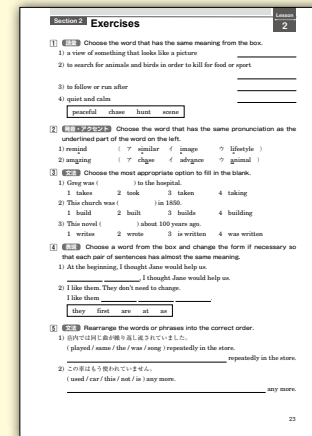 Section 2 Exercises
Lesson 2
1 語彙 Choose the word that has the same meaning from the box.
1) a view of something that looks like a picture
2) to search for animals and birds in order to kill for food or sport
3) to follow or run after
4) quiet and calm
peaceful chase hunt scene
2 発音・アクセント Choose the word that has the same pronunciation as the
underlined part of the word on the left.
1) remind ( ア similar イ image ウ lifestyle )
2) amazing ( ア chase イ advance ウ animal )
3 文法 Choose the most appropriate option to fill in the blank.
1) Greg was ( ) to the hospital.
1 takes 2 took 3 taken 4 taking
2) This church was ( ) in 1850.
1 build 2 built 3 builds 4 building
3) This novel ( ) about 100 years ago.
1 writes 2 wrote 3 is written 4 was written
4 表現 Choose a word from the box and change the form if necessary so
that each pair of sentences has almost the same meaning.
1) At the beginning, I thought Jane would help us.
, I thought Jane would help us.
2) I like them. They don't need to change.
I like them .
they first are at as
5 文法 Rearrange the words or phrases into the correct order.
1) 店内では同じ曲が繰り返し流されていました。
( played / same / the / was / song ) repeatedly in the store.
repeatedly in the store.
2) この車はもう使われていません。
( used / car / this / not / is ) any more.
any more.
23